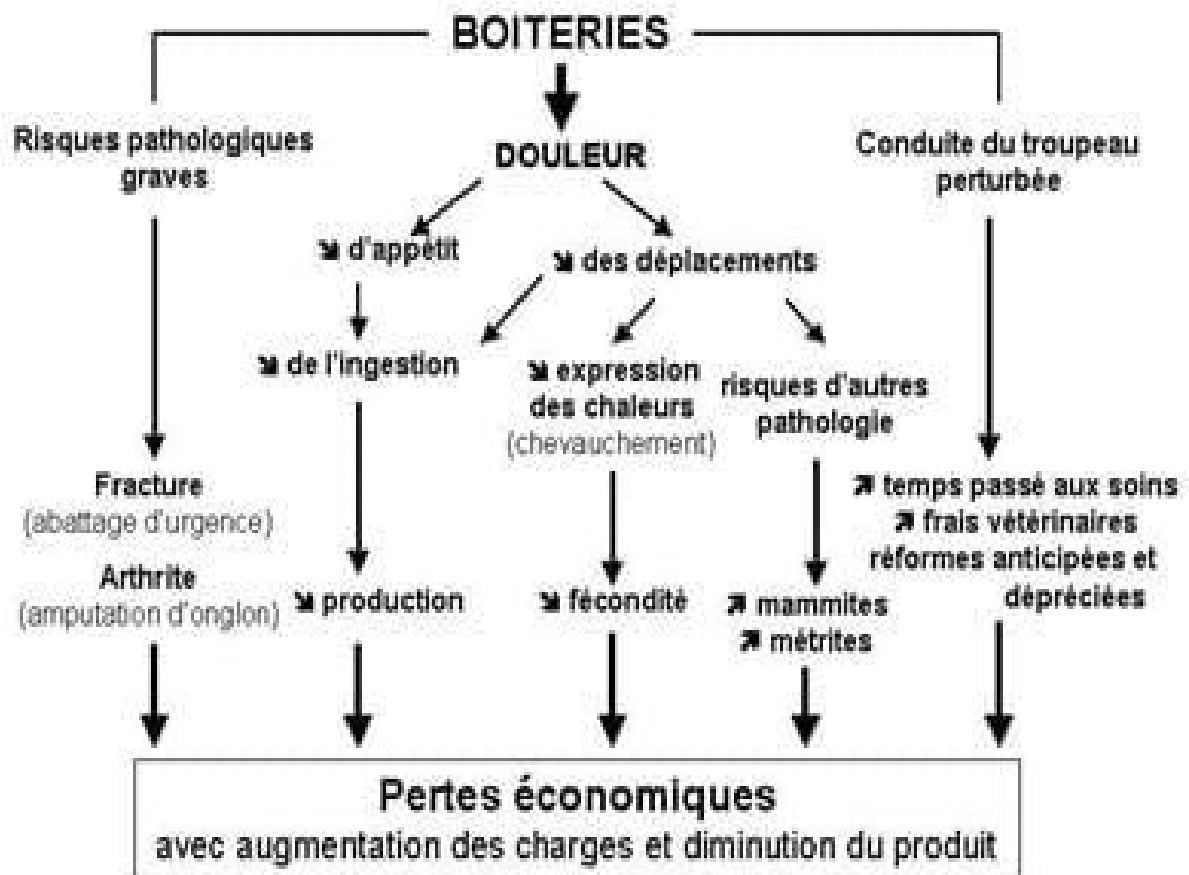 BOITERIES
Risques pathologiques
graves
DOULEUR
Conduite du troupeau
perturbée
↘ d'appétit
↘ des déplacements
↘ de l'ingestion
↘ expression
des chaleurs
(chevauchement)
risques d'autres
pathologie
Fracture
(abattage d'urgence)
Arthrite
(amputation d'onglon)
↘ production
↘ fécondité
↗ mammites
↗ métrites
↗ temps passé aux soins
↗ frais vétérinaires
réformes anticipées et
dépréciées
Pertes économiques
avec augmentation des charges et diminution du produit